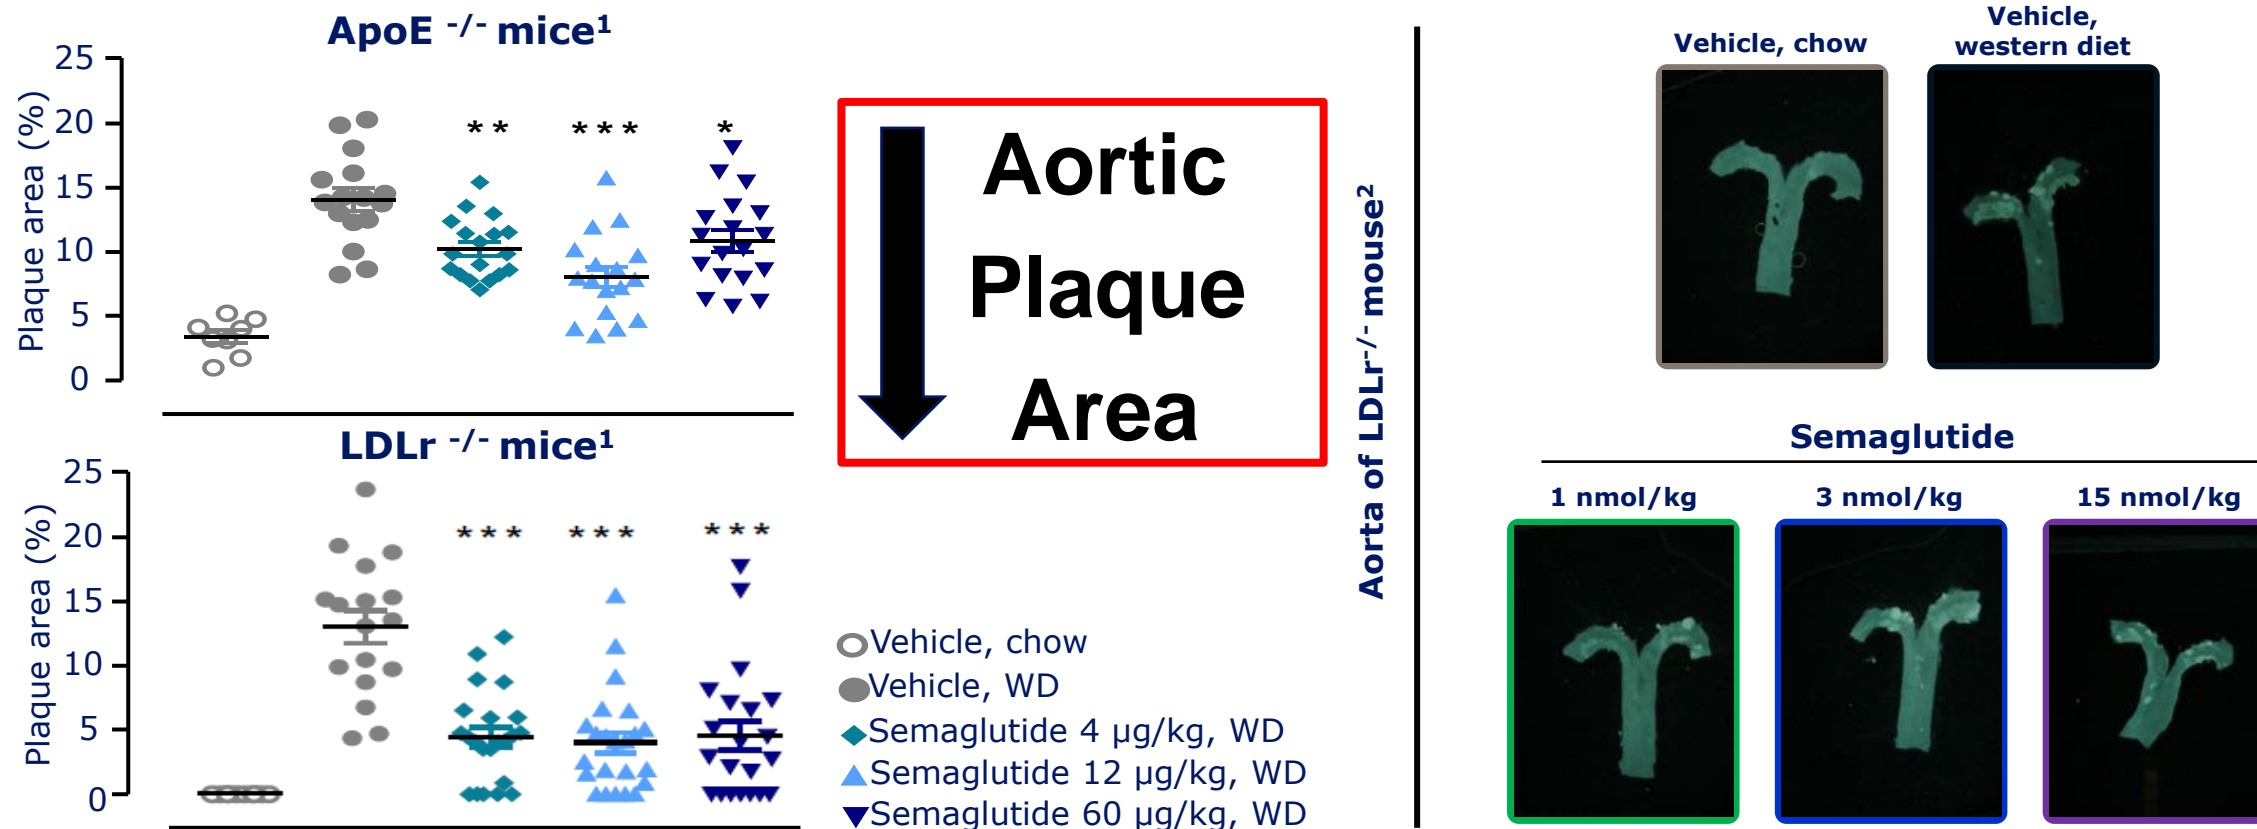 ApoE -/- mice1
25
20
15
10
5
0
Plaque area (%)
** *** *
LDLr -/- mice1
25
20
15
10
5
0
Plaque area (%)
*** *** ***
Aortic
Plaque
Area
Vehicle, chow
Vehicle, WD
Semaglutide 4 µg/kg, WD
Semaglutide 12 µg/kg, WD
Semaglutide 60 µg/kg, WD
Aorta of LDLr-/- mouse2
Vehicle, chow
Vehicle,
western diet
Semaglutide
1 nmol/kg
3 nmol/kg
15 nmol/kg